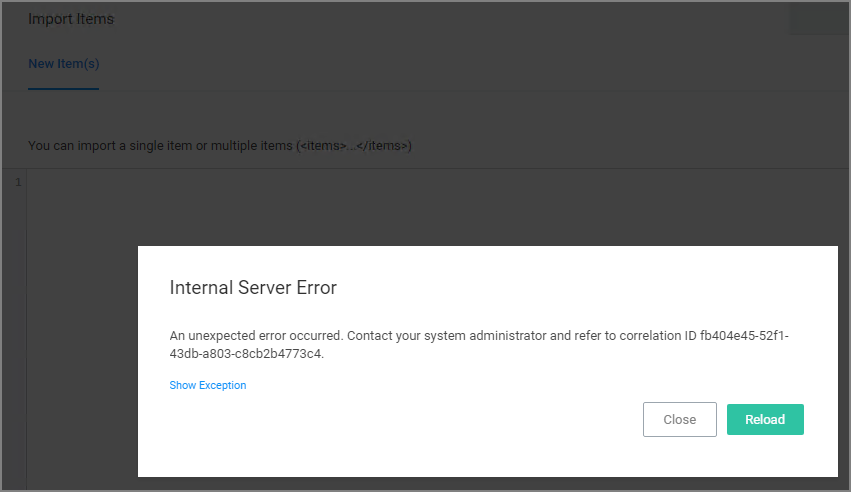 Import Items
New Item(s)
You can import a single item or multiple items (<items>...</items>)
1
Internal Server Error
An unexpected error occurred. Contact your system administrator and refer to correlation ID fb404e45-52f1-
43db-a803-c8cb2b4773c4.
Show Exception
Close Reload